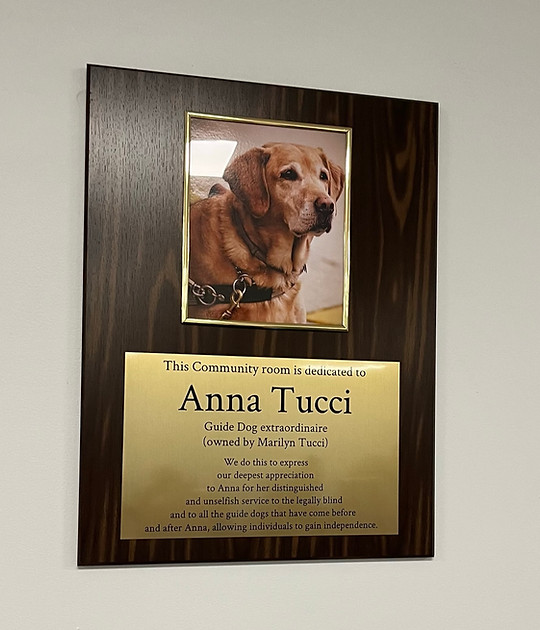 This Community room is dedicated to
Anna Tucci
Guide Dog extraordinaire
(owned by Marilyn Tucci)
We do this to express
our deepest appreciation
to Anna for her distinguished
and unselfish service to the legally blind
and to all the guide dogs that have come before
and after Anna, allowing individuals to gain independence.